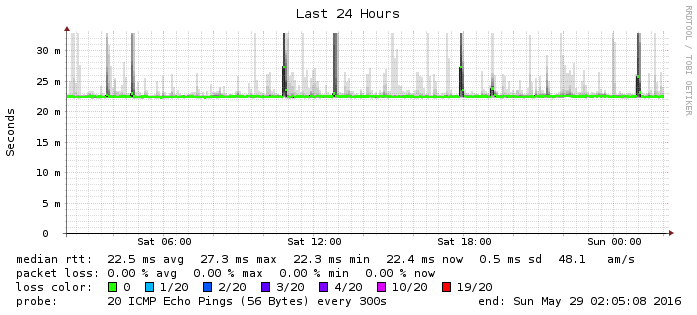 Last 24 Hours
RRDTOOL / TOBI OETIKER
Seconds
30 m
25 m
20 m
15 m
10 m
5 m
0
Sat 06:00 Sat 12:00 Sat 18:00 Sun 00:00
median rtt: 22.5 ms avg 27.3 ms max 22.3 ms min 22.4 ms now 0.5 ms sd 48.1 am/s
packet loss: 0.00 % avg 0.00 % max 0.00 % min 0.00 % now
loss color: 0 1/20 2/20 3/20 4/20 10/20 19/20
probe: 20 ICMP Echo Pings (56 Bytes) every 300s end: Sun May 29 02:05:08 2016